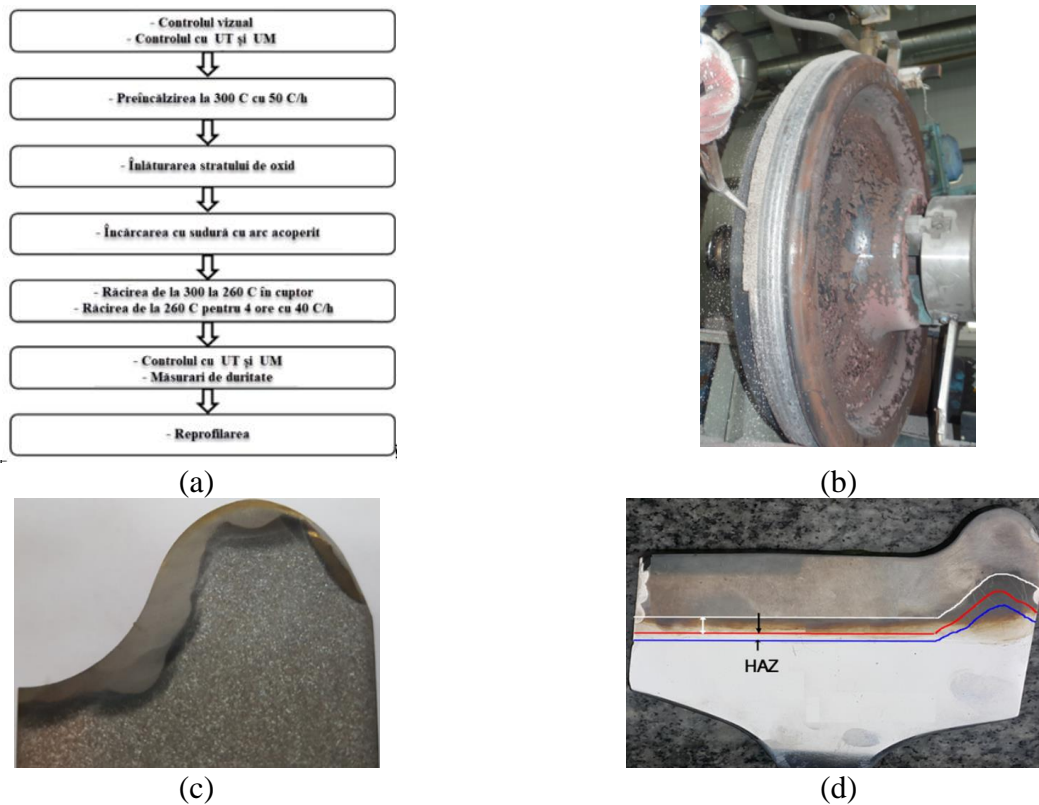 - Controlul vizual
- Controlul cu UT și UM
- Preîncălzirea la 300 C cu 50 C/h
- Înlăturarea stratului de oxid
- Încărcarea cu sudură cu arc acoperit
- Răcirea de la 300 la 260 C în cuptor
- Răcirea de la 260 C pentru 4 ore cu 40 C/h
- Controlul cu UT și UM
- Măsurari de duritate
- Reprofilarea
(a)
(b)
HAZ
(c)
(d)